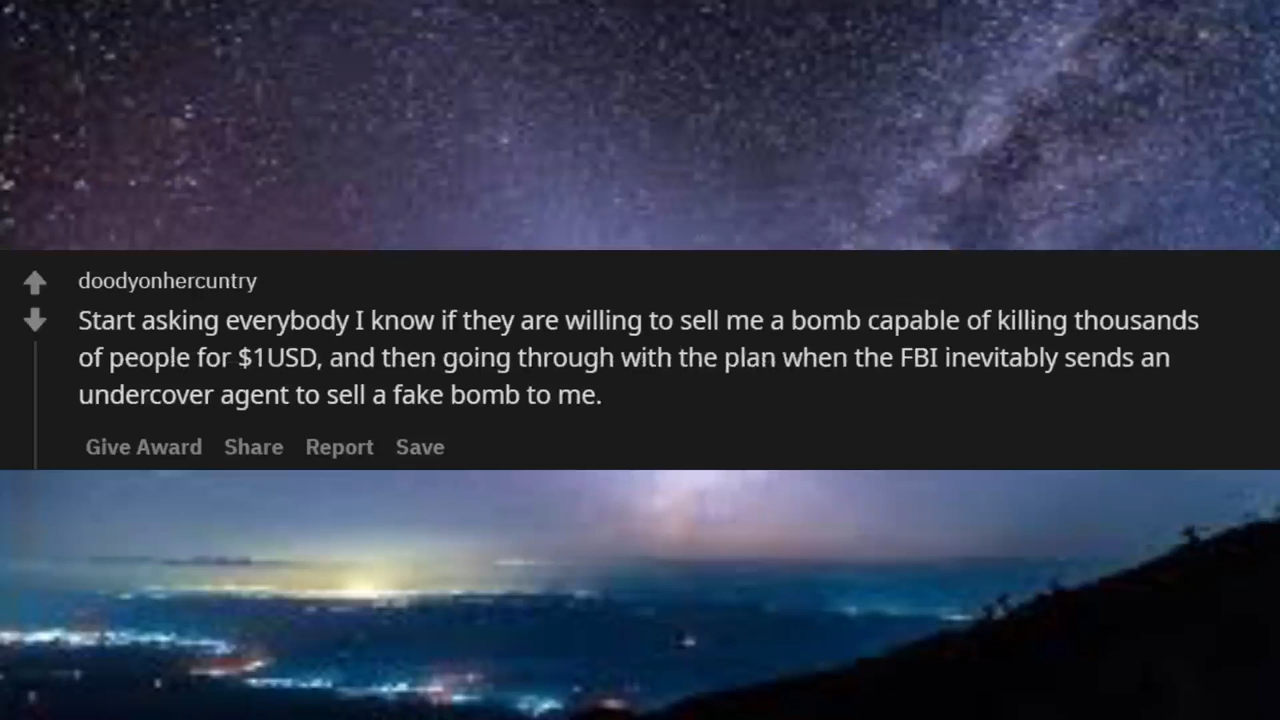 doodyonhercuntry
Start asking everybody I know if they are willing to sell me a bomb capable of killing thousands
of people for $1USD, and then going through with the plan when the FBI inevitably sends an
undercover agent to sell a fake bomb to me.
Give Award Share Report Save